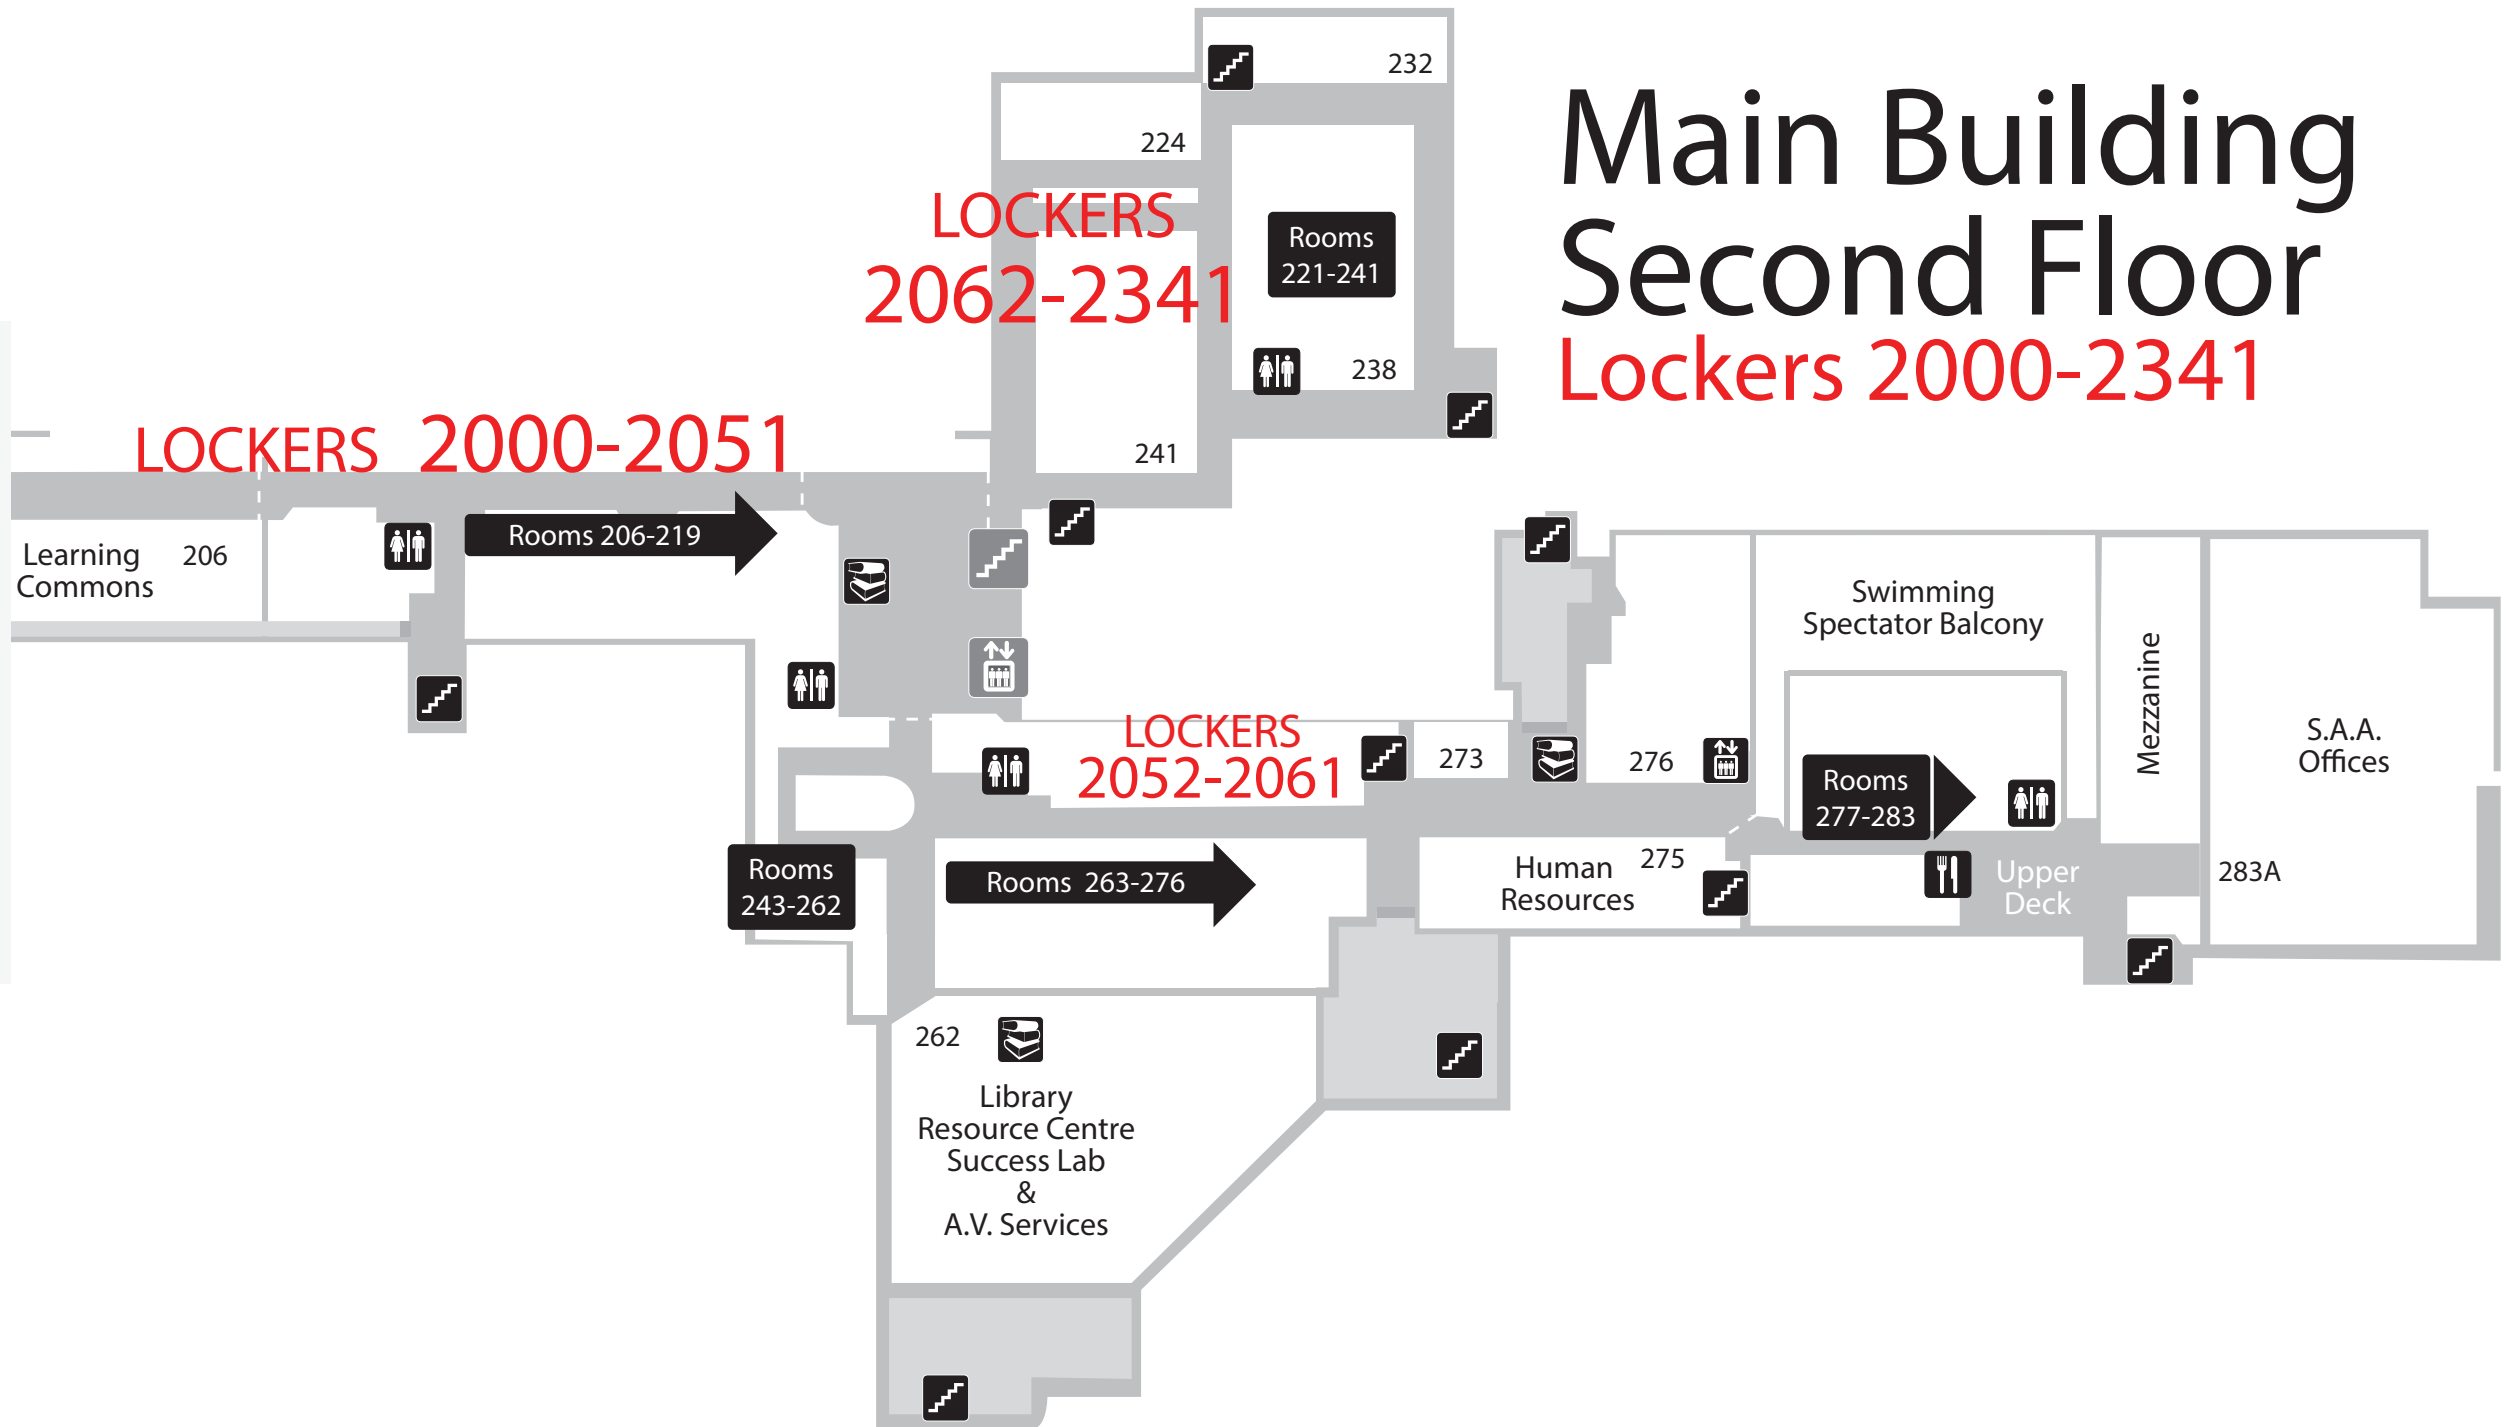 Main Building
Second Floor
Lockers 2000-2341
232
224
LOCKERS
2062-2341
Rooms
221-241
238
241
LOCKERS 2000-2051
Learning
Commons
206
Rooms 206-219
Swimming
Spectator Balcony
Mezzanine
S.A.A.
Offices
LOCKERS
2052-2061
273
276
Rooms
277-283
Rooms
243-262
Rooms 263-276
Human
Resources
275
Upper
Deck
283A
262
Library
Resource Centre
Success Lab
&
A.V. Services